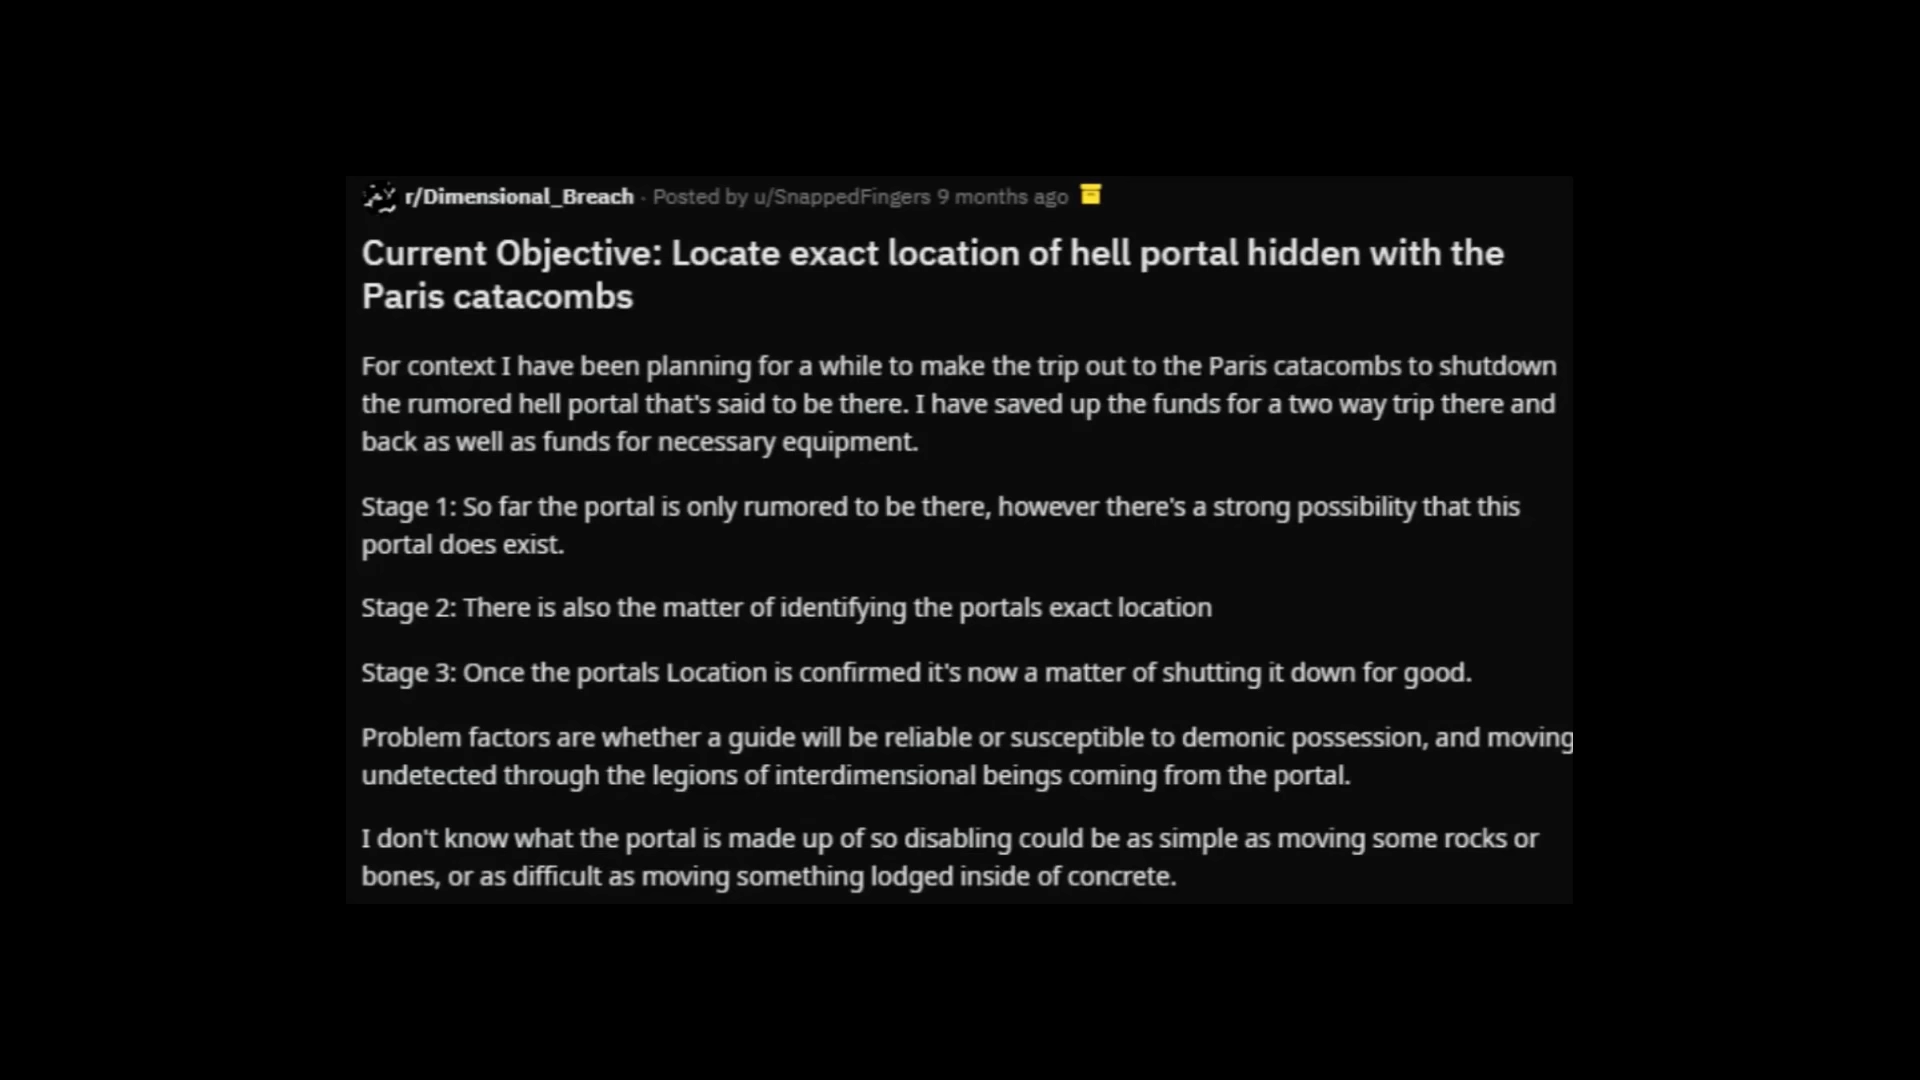 r/Dimensional_Breach · Posted by u/SnappedFingers 9 months ago
Current Objective: Locate exact location of hell portal hidden with the
Paris catacombs
For context I have been planning for a while to make the trip out to the Paris catacombs to shutdown
the rumored hell portal that's said to be there. I have saved up the funds for a two way trip there and
back as well as funds for necessary equipment.
Stage 1: So far the portal is only rumored to be there, however there's a strong possibility that this
portal does exist.
Stage 2: There is also the matter of identifying the portals exact location
Stage 3: Once the portals Location is confirmed it's now a matter of shutting it down for good.
Problem factors are whether a guide will be reliable or susceptible to demonic possession, and moving
undetected through the legions of interdimensional beings coming from the portal.
I don't know what the portal is made up of so disabling could be as simple as moving some rocks or
bones, or as difficult as moving something lodged inside of concrete.